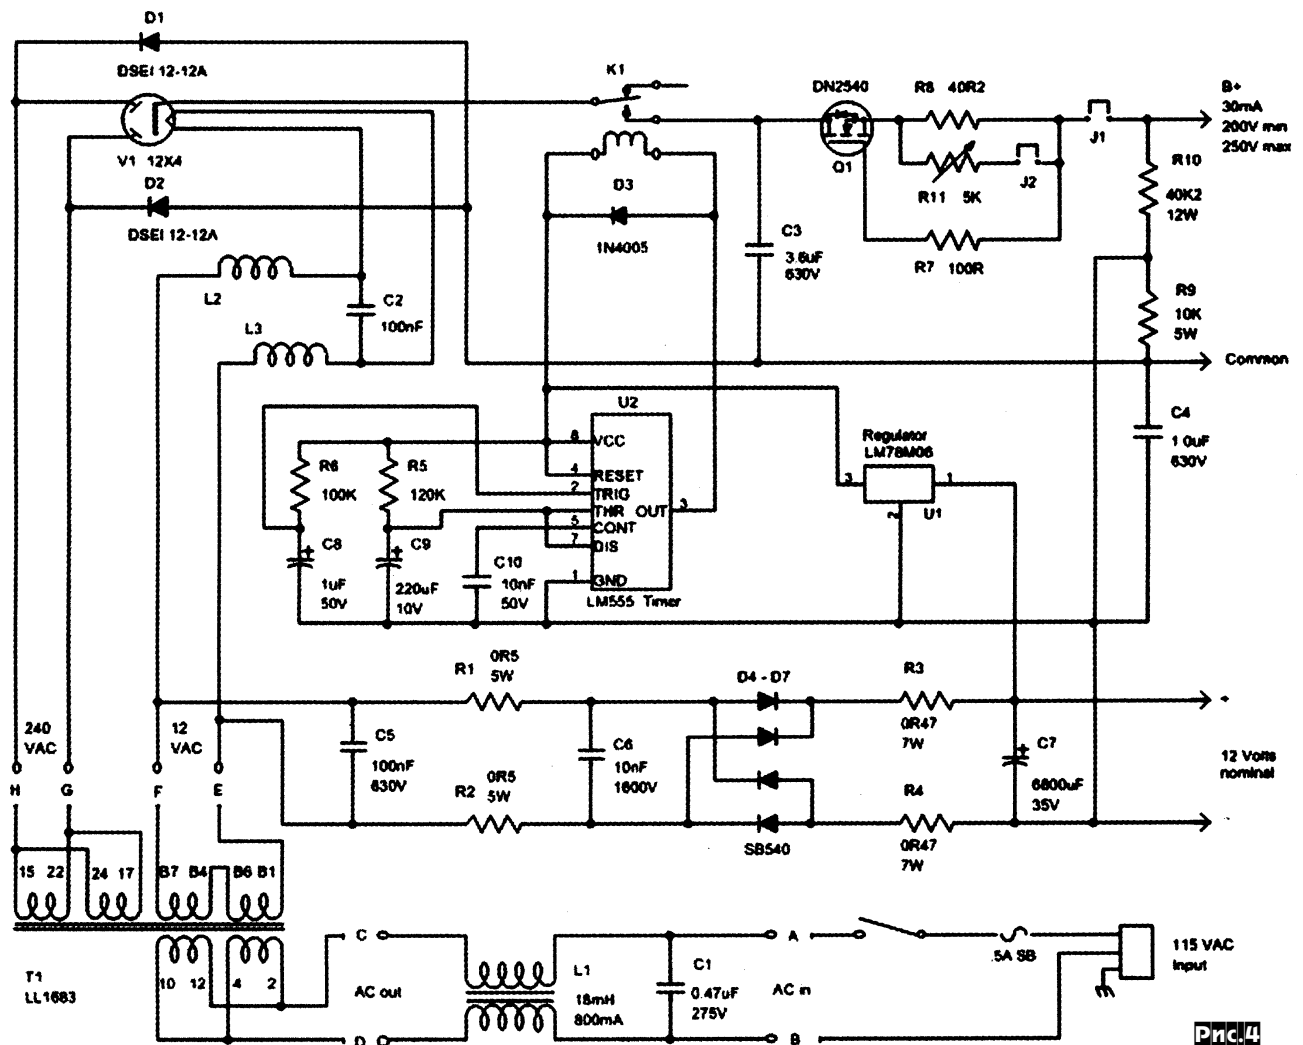 D1
DSEI 12-12A
V1 12X4
D2
DSEI 12-12A
K1
D3
1N4005
DN2540
Q1
R8 40R2
R11 5K
J2
R7 100R
J1
B+
30mA
200V min
250V max
R10
40K2
12W
C3
3.6uF
630V
R9
10K
5W
Common
L2
C2
100nF
L3
C4
1 0uF
630V
U2
8 VCC
4 RESET
2 TRIG
THR OUT 3
5 CONT
7 DIS
1 GND
LM555 Timer
Regulator
LM78M06
3
1
2
U1
R6
100K
R5
120K
C8
1uF
50V
C9
220uF
10V
C10
10nF
50V
R1
0R5
5W
D4 - D7
R3
0R47
7W
+
240
VAC
12
VAC
C5
100nF
630V
C6
10nF
1600V
C7
6800uF
35V
12 Volts
nominal
R2
0R5
5W
SB540
R4
0R47
7W
H G F E
15 22 24 17 B7 B4 B6 B1
T1
LL1683
10 12 4 2
C
AC out
D
L1
18mH
800mA
C1
0.47uF
275V
A
AC in
B
.5A SB
115 VAC
Input
Pnc.4